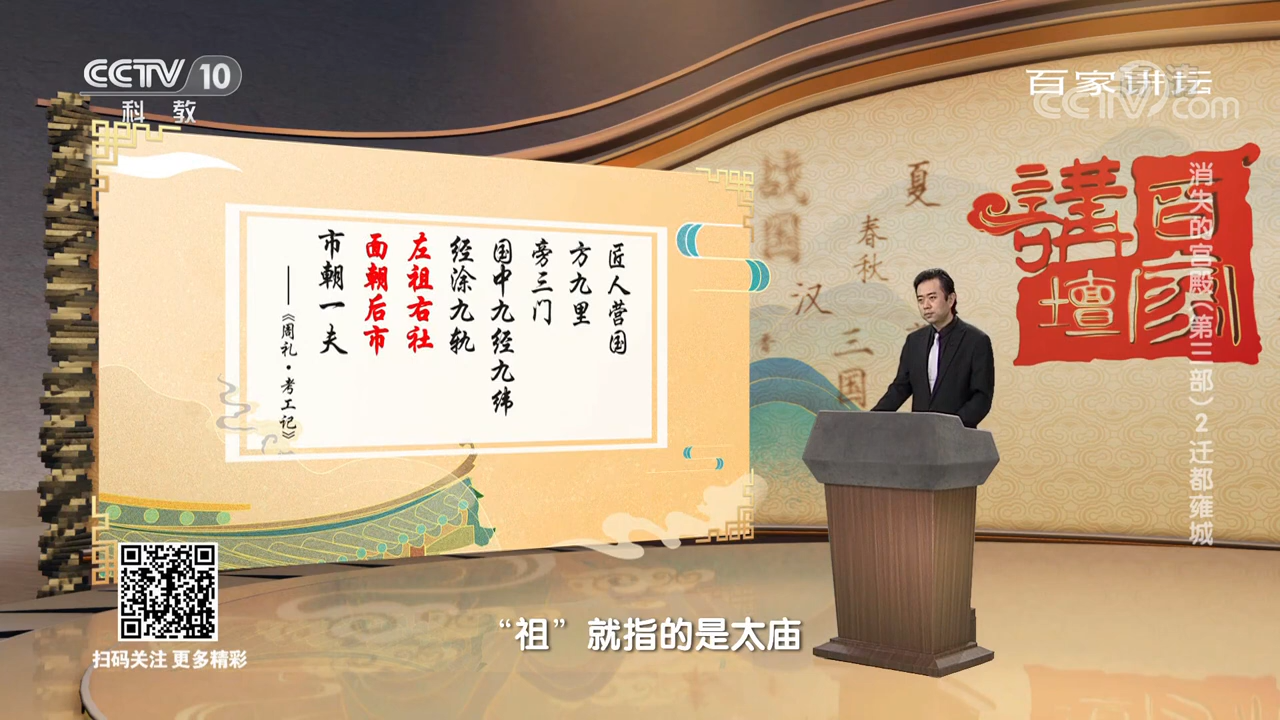 CCTV 10
科 教
百家讲坛
CCTV.com
匠人营国
方九里
旁三门
国中九经九纬
经涂九轨
左祖右社
面朝后市
市朝一夫
——《周礼·考工记》
战国
夏
春秋
汉
三国
百家
講壇
消失的宫殿（第三部）2 迁都雍城
扫码关注 更多精彩
“祖”就指的是太庙